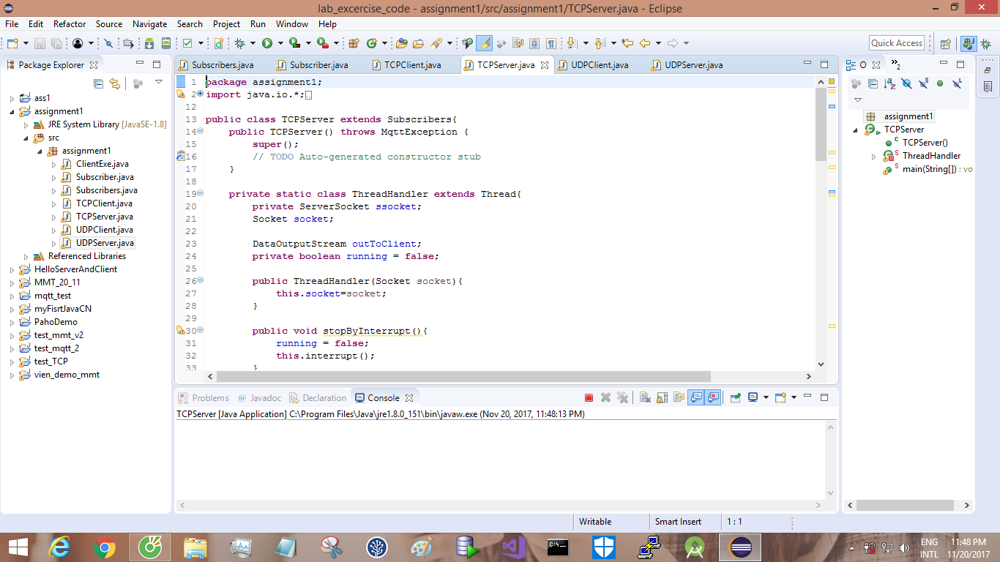 lab_excercise_code - assignment1/src/assignment1/TCPServer.java - Eclipse
File Edit Refactor Source Navigate Search Project Run Window Help
Quick Access
Package Explorer
ass1
assignment1
JRE System Library [JavaSE-1.8]
src
assignment1
ClientExe.java
Subscriber.java
Subscribers.java
TCPClient.java
TCPServer.java
UDPClient.java
UDPServer.java
Referenced Libraries
HelloServerAndClient
MMT_20_11
mqtt_test
myFisrtJavaCN
PahoDemo
test_mmt_v2
test_mqtt_2
test_TCP
vien_demo_mmt
Subscribers.java Subscriber.java TCPClient.java TCPServer.java UDPClient.java UDPServer.java
1 package assignment1;
2 import java.io.*;
12
13 public class TCPServer extends Subscribers{
14 public TCPServer() throws MqttException {
15 super();
16 // TODO Auto-generated constructor stub
17 }
18
19 private static class ThreadHandler extends Thread{
20 private ServerSocket ssocket;
21 Socket socket;
22
23 DataOutputStream outToClient;
24 private boolean running = false;
25
26 public ThreadHandler(Socket socket){
27 this.socket=socket;
28 }
29
30 public void stopByInterrupt(){
31 running = false;
32 this.interrupt();
33 }
O »2
assignment1
TCPServer
TCPServer()
ThreadHandler
main(String[]) : vo
Problems @ Javadoc Declaration Console
TCPServer [Java Application] C:\Program Files\Java\jre1.8.0_151\bin\javaw.exe (Nov 20, 2017, 11:48:13 PM)
Writable Smart Insert 1 : 1
ENG 11:48 PM
INTL 11/20/2017